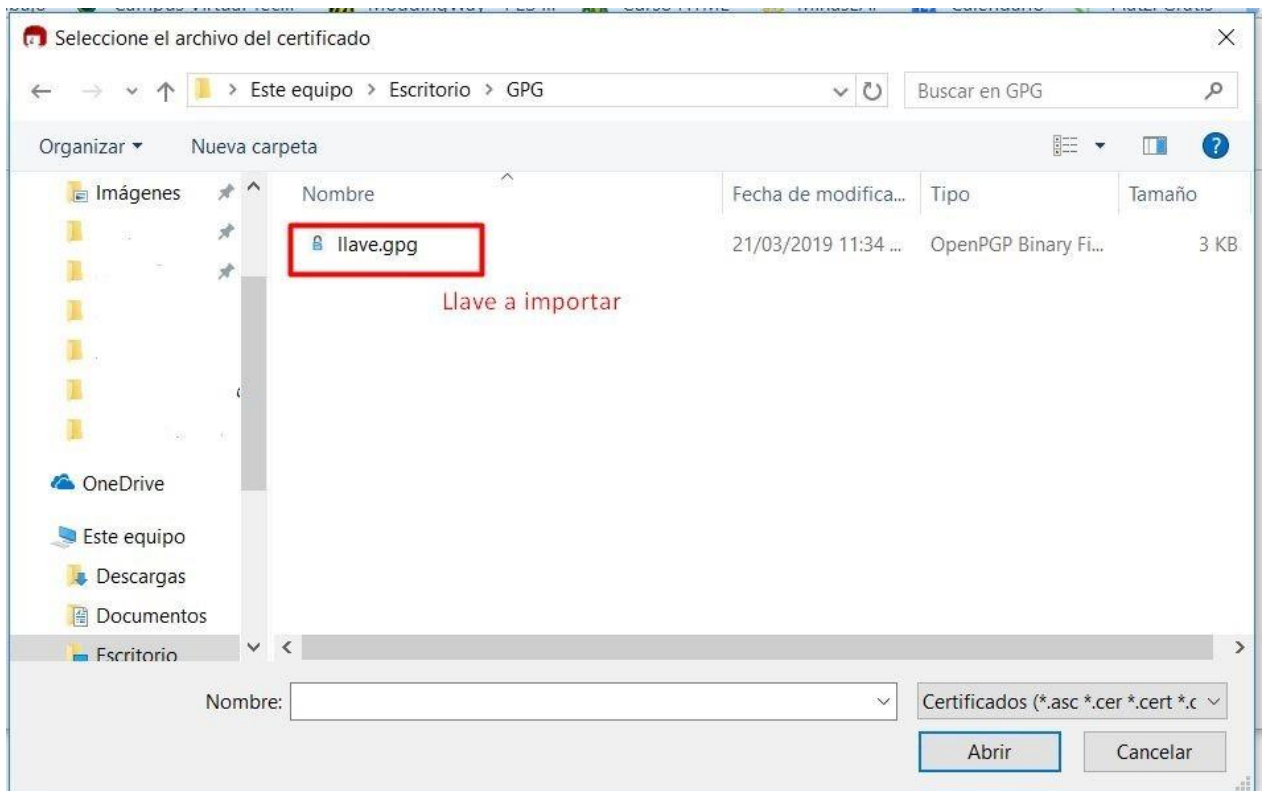 Seleccione el archivo del certificado
Este equipo > Escritorio > GPG
Buscar en GPG
Organizar
Nueva carpeta
Nombre
Fecha de modifica...
Tipo
Tamaño
Imágenes
llave.gpg
21/03/2019 11:34 ...
OpenPGP Binary Fi...
3 KB
Llave a importar
OneDrive
Este equipo
Descargas
Documentos
Escritorio
Nombre:
Certificados (*.asc *.cer *.cert *.c
Abrir
Cancelar